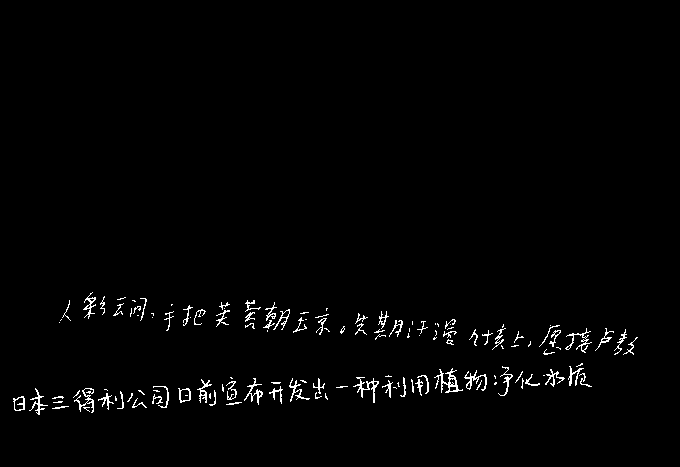 人彩云间,手把芙蓉朝玉京。先期汗漫九垓上,愿接卢敖
日本三得利公司日前宣布开发出一种利用植物净化水质